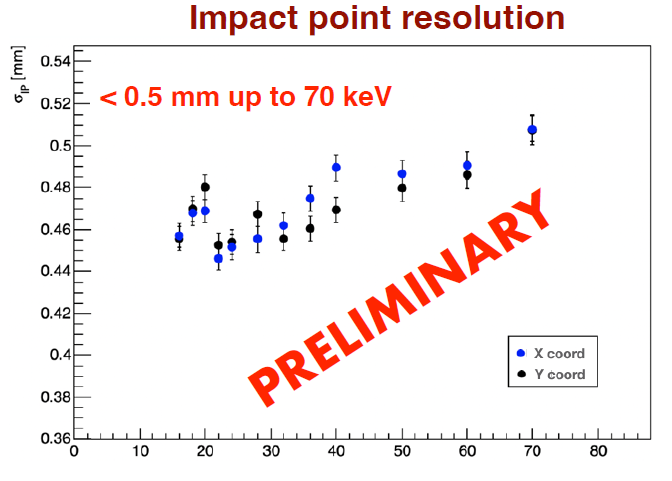 Impact point resolution
σIP [mm]
0.54
< 0.5 mm up to 70 keV
0.52
0.5
0.48
0.46
0.44
0.42
0.4
0.38
0.36
PRELIMINARY
X coord
Y coord
0 10 20 30 40 50 60 70 80